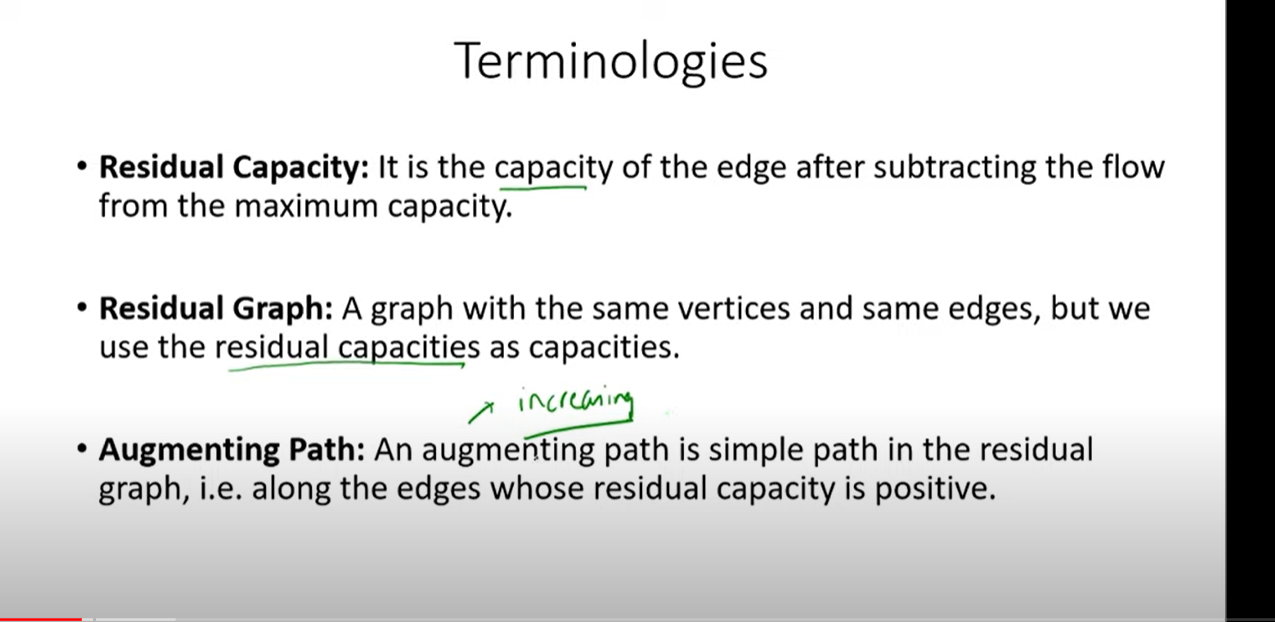 Terminologies
• Residual Capacity: It is the capacity of the edge after subtracting the flow
from the maximum capacity.
• Residual Graph: A graph with the same vertices and same edges, but we
use the residual capacities as capacities.
increasing
• Augmenting Path: An augmenting path is simple path in the residual
graph, i.e. along the edges whose residual capacity is positive.